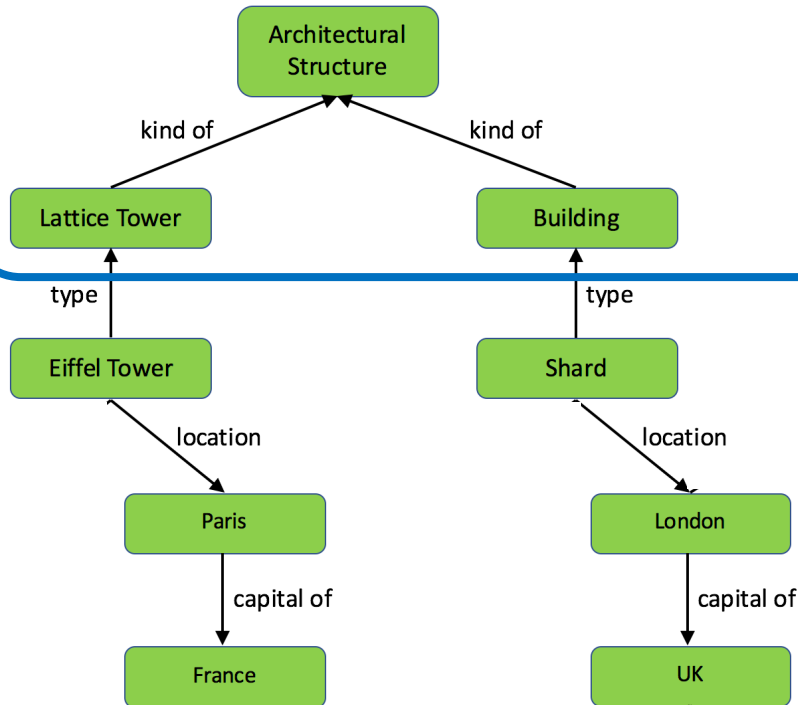 Architectural
Structure
kind of
kind of
Lattice Tower
Building
type
type
Eiffel Tower
Shard
location
location
Paris
London
capital of
capital of
France
UK